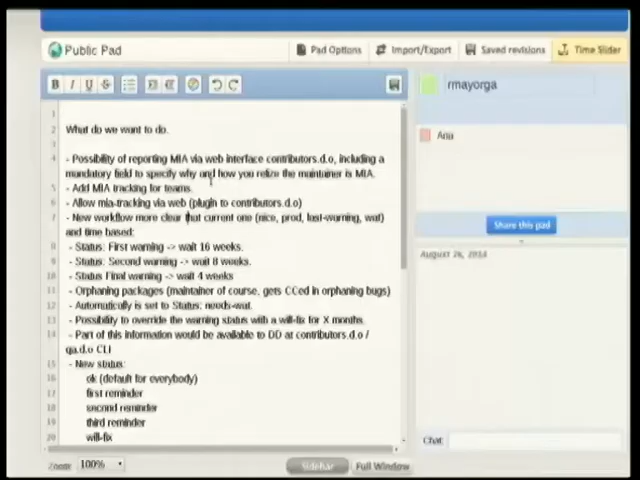 Public Pad
Pad Options
Import/Export
Saved revisions
Time Slider
B I U S
rmayorga
Ana
Share this pad
August 26, 2014
1
2 What do we want to do.
3
4 - Possibility of reporting MIA via web interface contributors.d.o, including a
mandatory field to specify why and how you relize the maintainer is MIA.
5 - Add MIA tracking for teams.
6 - Allow mia-tracking via web (plugin to contributors.d.o)
7 - New workflow more clear that current one (nice, prod, last-warning, wat)
and time based:
8 - Status: First warning -> wait 16 weeks.
9 - Status: Second warning -> wait 8 weeks.
10 - Status Final warning -> wait 4 weeks
11 - Orphaning packages (maintainer of course, gets CCed in orphaning bugs)
12 - Automatically is set to Status: needs-wat.
13 - Possibility to override the warning status with a will-fix for X months.
14 - Part of this information would be available to DD at contributors.d.o /
qa.d.o CLI
15 - New status:
16 ok (default for everybody)
17 first reminder
18 second reminder
19 third reminder
20 will-fix
Chat:
Zoom: 100%
Sidebar
Full Window